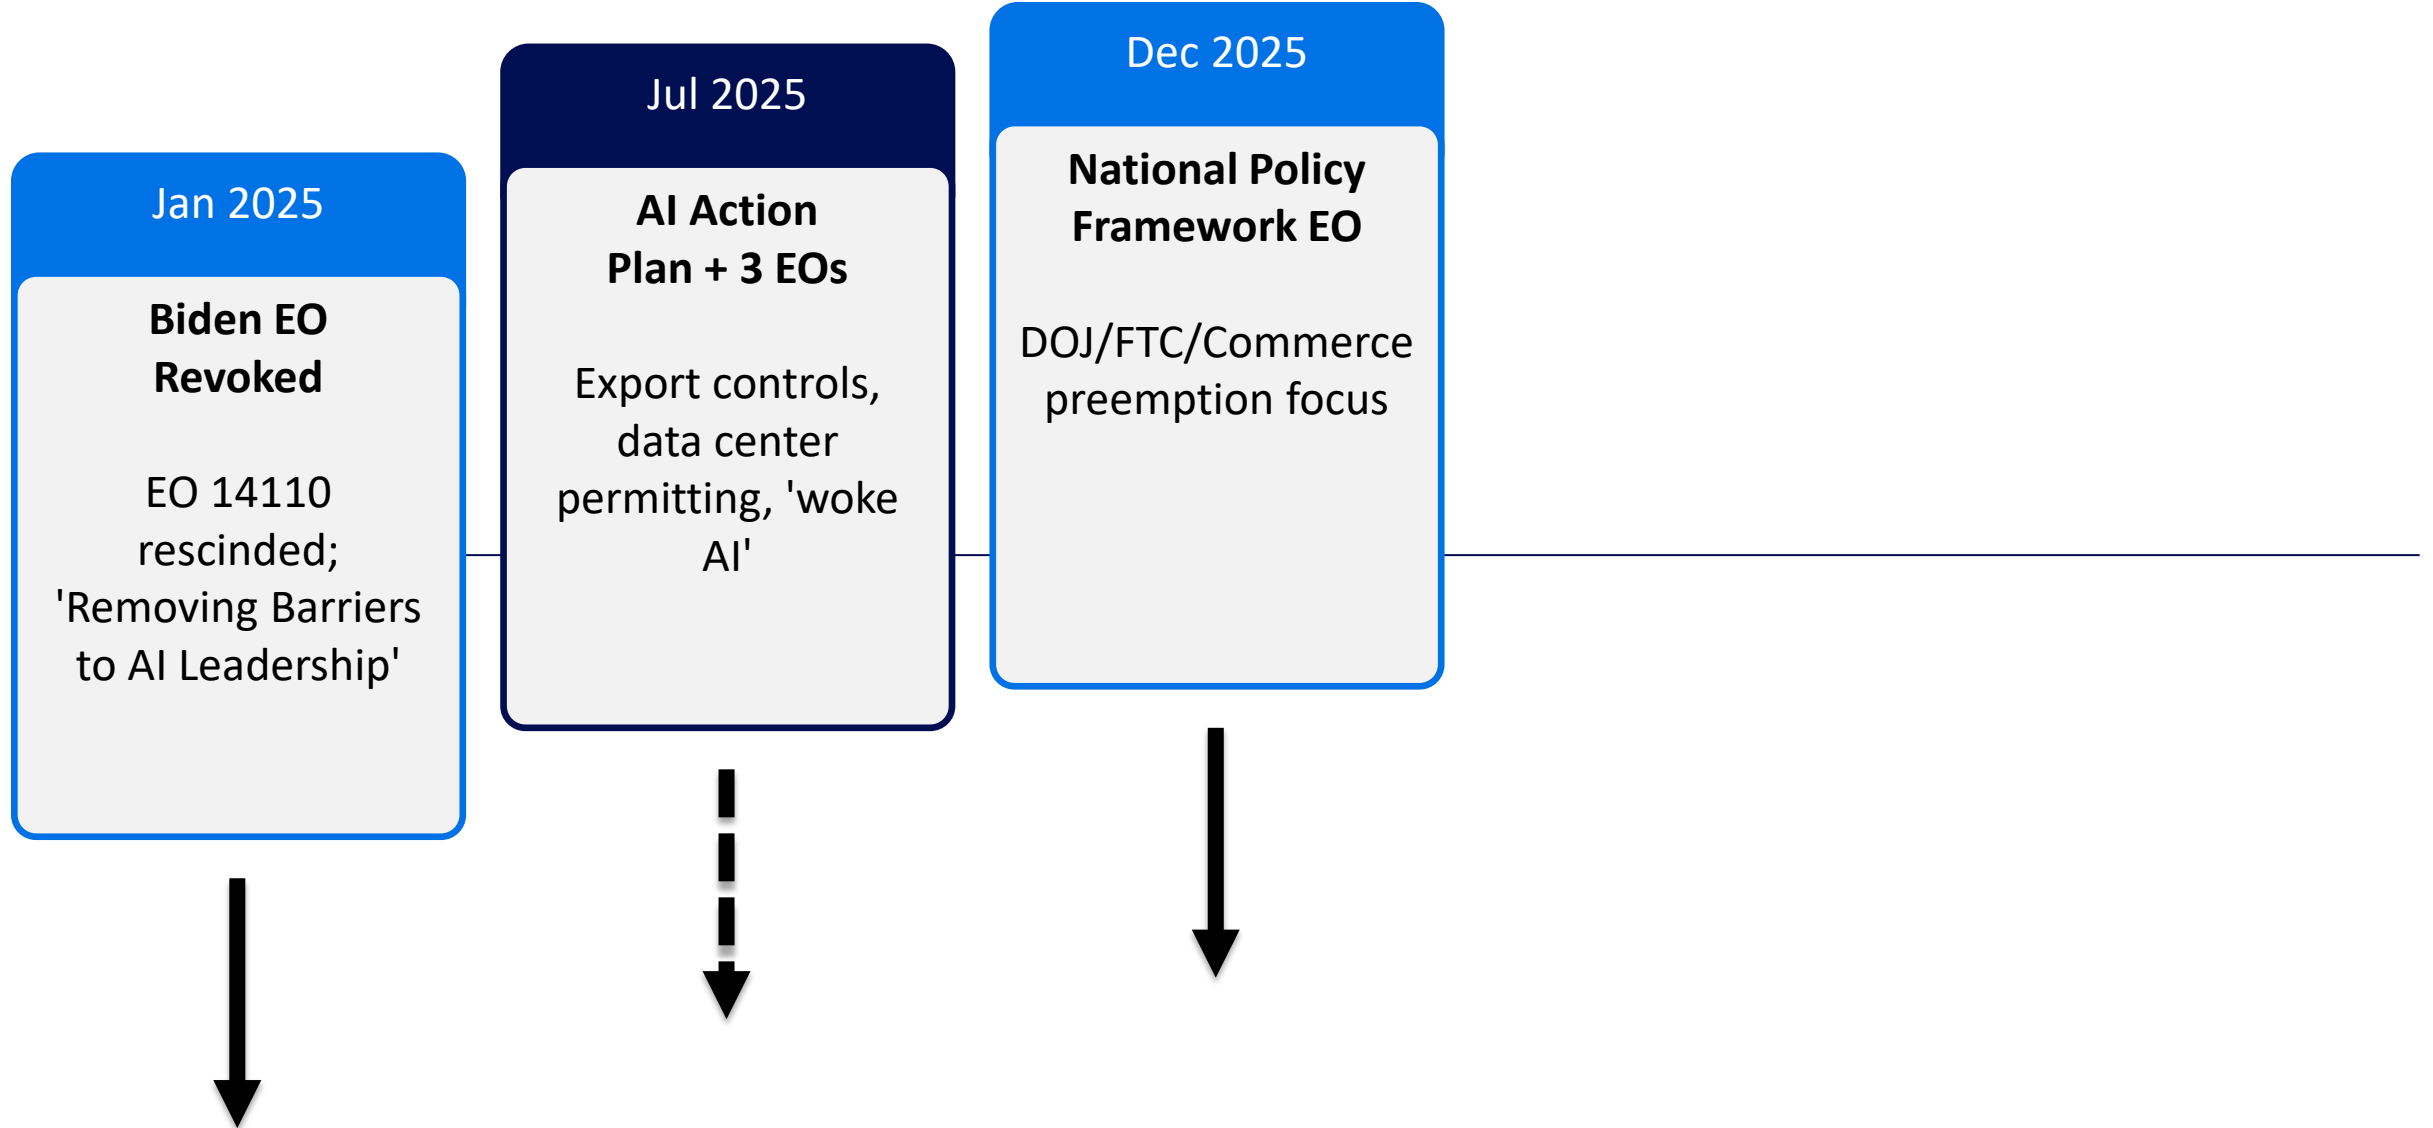 Jan 2025
Biden EO
Revoked
EO 14110
rescinded;
'Removing Barriers
to AI Leadership'
Jul 2025
AI Action
Plan + 3 EOs
Export controls,
data center
permitting, 'woke
AI'
Dec 2025
National Policy
Framework EO
DOJ/FTC/Commerce
preemption focus